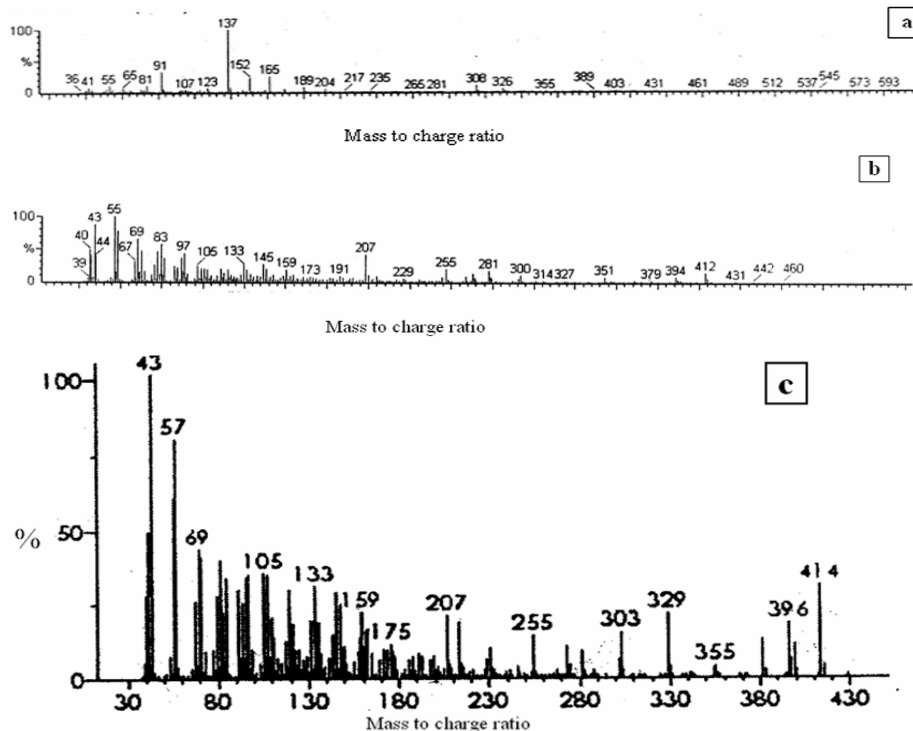 a
100
%
0
36 41 55 65 81 91 107 123 137 152 165 189 204 217 235 265 281 308 326 355 389 403 431 461 489 512 537 545 573 593
Mass to charge ratio
b
100
%
0
39 40 43 44 55 67 69 83 97 105 133 145 159 173 191 207 229 255 281 300 314 327 351 379 394 412 431 442 460
Mass to charge ratio
c
100
50
%
0
43 57 69 105 133 159 175 207 255 303 329 355 396 414
30 80 130 180 230 280 330 380 430
Mass to charge ratio